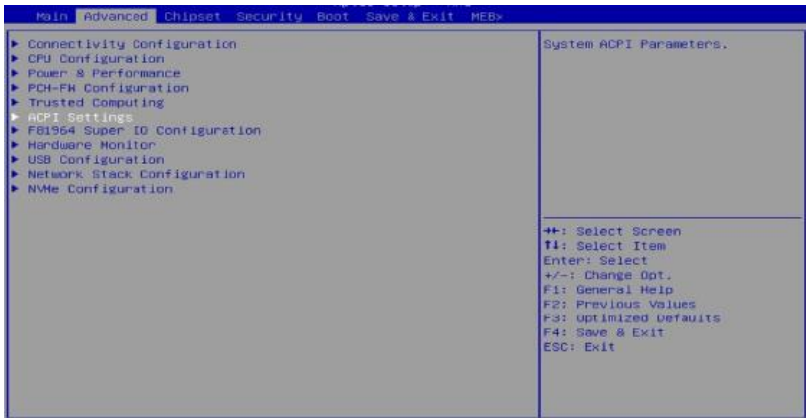 Main Advanced Chipset Security Boot Save & Exit MEBx
Connectivity Configuration
CPU Configuration
Power & Performance
PCH-FW Configuration
Trusted Computing
ACPI Settings
F81964 Super IO Configuration
Hardware Monitor
USB Configuration
Network Stack Configuration
NVMe Configuration
System ACPI Parameters.
→←: Select Screen
↑↓: Select Item
Enter: Select
+/-: Change Opt.
F1: General Help
F2: Previous Values
F3: Optimized Defaults
F4: Save & Exit
ESC: Exit